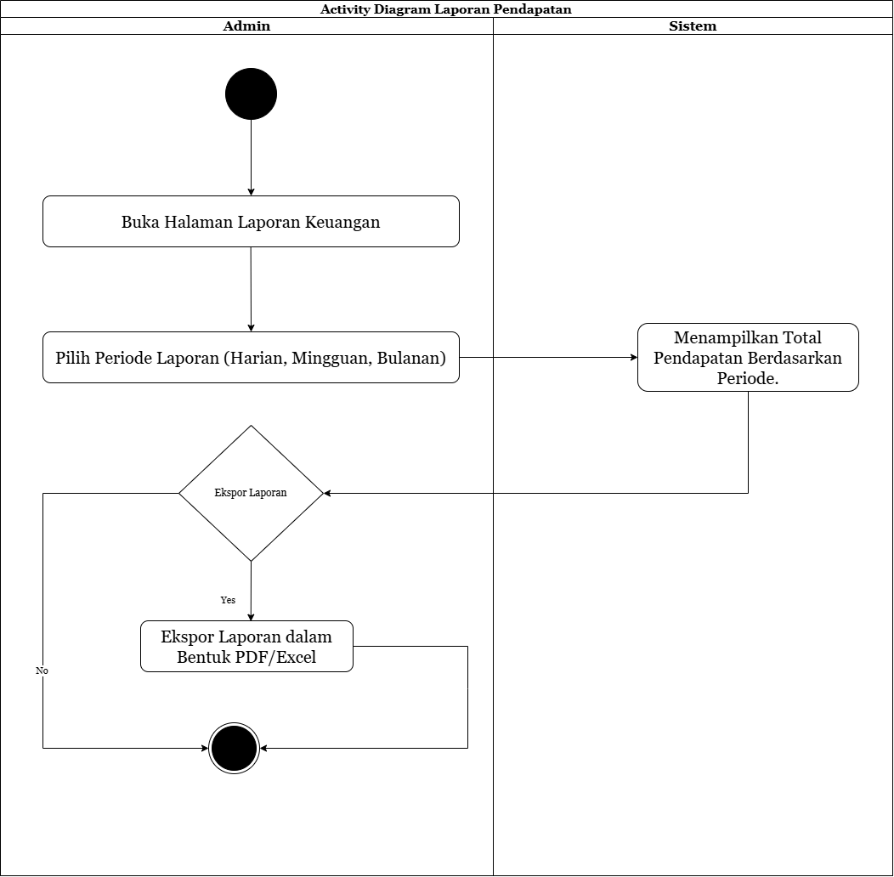 Activity Diagram Laporan Pendapatan
Admin
Sistem
Buka Halaman Laporan Keuangan
Pilih Periode Laporan (Harian, Mingguan, Bulanan)
Menampilkan Total
Pendapatan Berdasarkan
Periode.
Ekspor Laporan
Yes
Ekspor Laporan dalam
Bentuk PDF/Excel
No